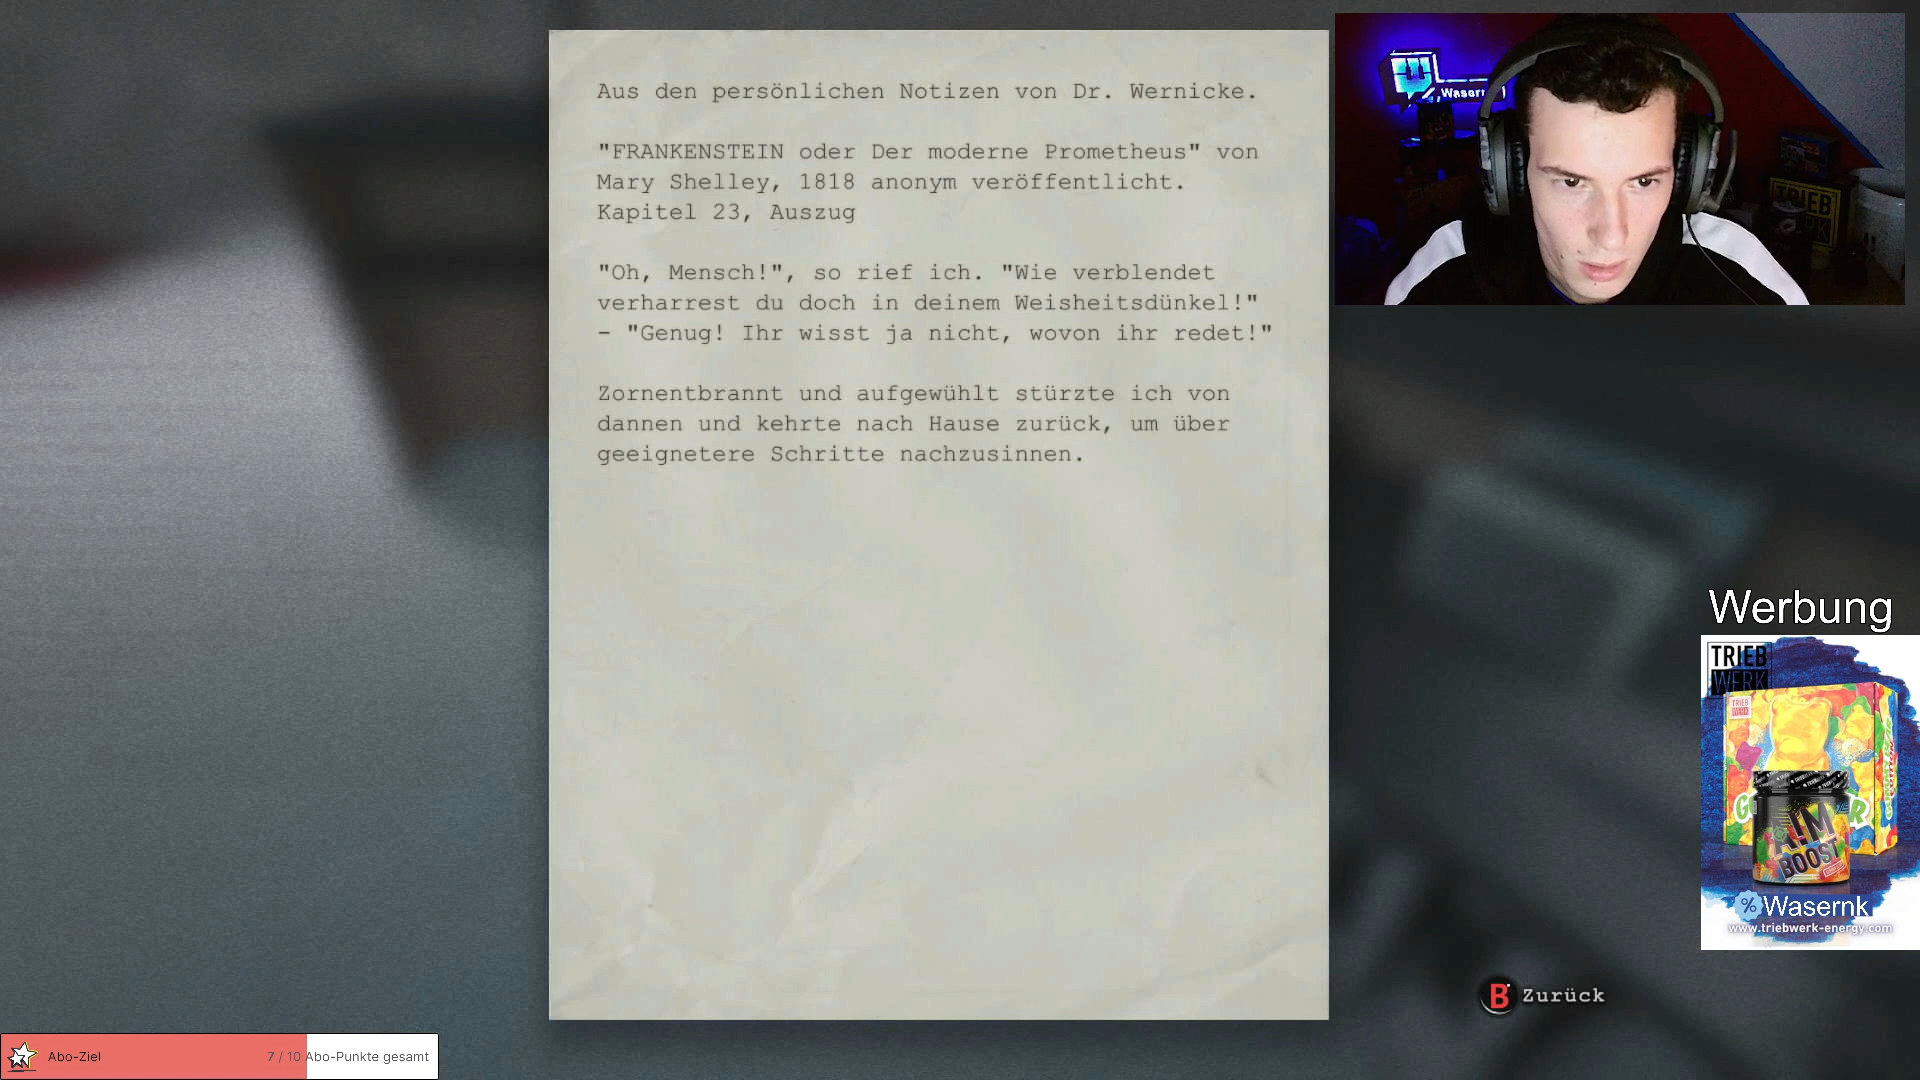 Aus den persönlichen Notizen von Dr. Wernicke.
"FRANKENSTEIN oder Der moderne Prometheus" von
Mary Shelley, 1818 anonym veröffentlicht.
Kapitel 23, Auszug
"Oh, Mensch!", so rief ich. "Wie verblendet
verharrest du doch in deinem Weisheitsdünkel!"
- "Genug! Ihr wisst ja nicht, wovon ihr redet!"
Zornentbrannt und aufgewühlt stürzte ich von
dannen und kehrte nach Hause zurück, um über
geeignetere Schritte nachzusinnen.
Wasernk
TRIEB
Werbung
TRIEB
WERK
TRIEB
WERK
A!M
BOOST
% Wasernk
www.triebwerk-energy.com
B Zurück
Abo-Ziel 7 / 10 Abo-Punkte gesamt